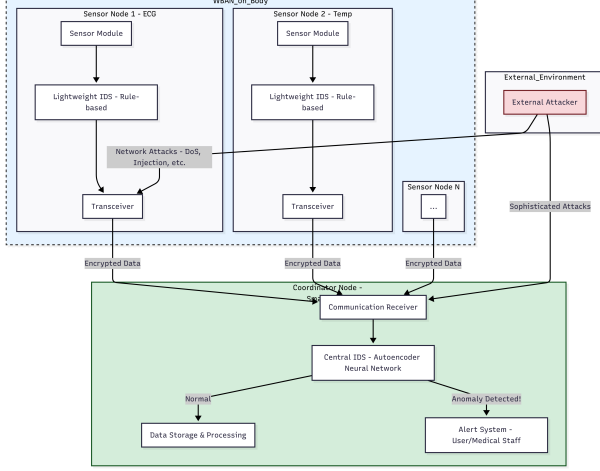 WBAN_on_Body
Sensor Node 1 - ECG
Sensor Node 2 - Temp
Sensor Module
Sensor Module
External_Environment
External Attacker
Lightweight IDS - Rule-
based
Lightweight IDS - Rule-
based
Network Attacks - DoS,
Injection, etc.
Sensor Node N
Transceiver
Transceiver
...
Sophisticated Attacks
Encrypted Data
Encrypted Data
Encrypted Data
Coordinator Node -
Communication Receiver
Central IDS - Autoencoder
Neural Network
Normal
Anomaly Detected!
Data Storage & Processing
Alert System -
User/Medical Staff